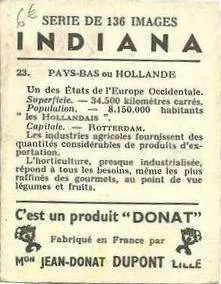 6€
SERIE DE 136 IMAGES
INDIANA
23. PAYS-BAS ou HOLLANDE
Un des États de l'Europe Occidentale.
Superficie. — 34.500 kilomètres carrés.
Population. — 8.150.000 habitants
" les HOLLANDAIS ".
Capitale. — ROTTERDAM.
Les industries agricoles fournissent des
quantités considérables de produits d'ex-
portation.
L'horticulture, presque industrialisée,
répond à tous les besoins, même les plus
raffinés des gourmets, au point de vue
légumes et fruits.
C'est un produit "DONAT"
Fabriqué en France par
MON JEAN-DONAT DUPONT LILLE